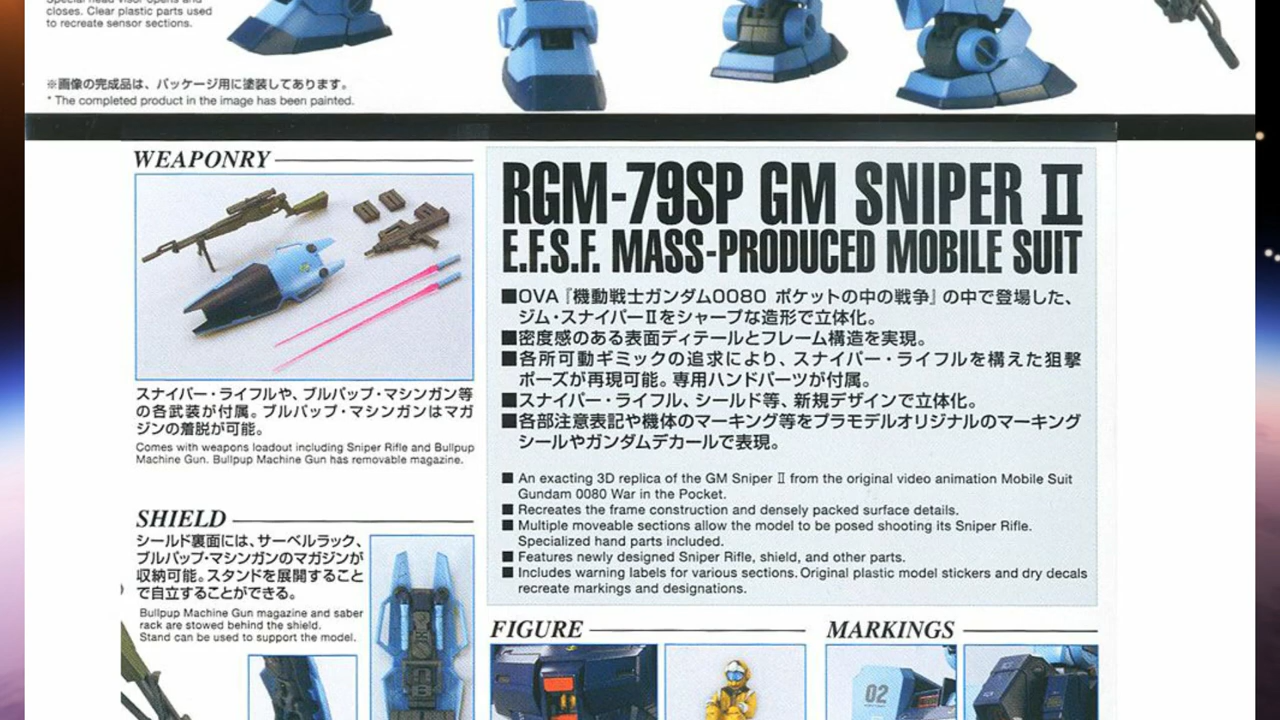 Special head visor opens and
closes. Clear plastic parts used
to recreate sensor sections.
※画像の完成品は、パッケージ用に塗装してあります。
* The completed product in the image has been painted.
WEAPONRY
スナイパー・ライフルや、ブルパップ・マシンガン等
の各武装が付属。ブルパップ・マシンガンはマガ
ジンの着脱が可能。
Comes with weapons loadout including Sniper Rifle and Bullpup
Machine Gun. Bullpup Machine Gun has removable magazine.
SHIELD
シールド裏面には、サーベルラック、
ブルパップ・マシンガンのマガジンが
収納可能。スタンドを展開すること
で自立することができる。
Bullpup Machine Gun magazine and saber
rack are stowed behind the shield.
Stand can be used to support the model.
RGM-79SP GM SNIPER II
E.F.S.F. MASS-PRODUCED MOBILE SUIT
■OVA『機動戦士ガンダム0080 ポケットの中の戦争』の中で登場した、
ジム・スナイパーⅡをシャープな造形で立体化。
■密度感のある表面ディテールとフレーム構造を実現。
■各所可動ギミックの追求により、スナイパー・ライフルを構えた狙撃
ポーズが再現可能。専用ハンドパーツが付属。
■スナイパー・ライフル、シールド等、新規デザインで立体化。
■各部注意表記や機体のマーキング等をプラモデルオリジナルのマーキング
シールやガンダムデカールで表現。
■ An exacting 3D replica of the GM Sniper II from the original video animation Mobile Suit
Gundam 0080 War in the Pocket.
■ Recreates the frame construction and densely packed surface details.
■ Multiple moveable sections allow the model to be posed shooting its Sniper Rifle.
Specialized hand parts included.
■ Features newly designed Sniper Rifle, shield, and other parts.
■ Includes warning labels for various sections. Original plastic model stickers and dry decals
recreate markings and designations.
FIGURE
MARKINGS
02